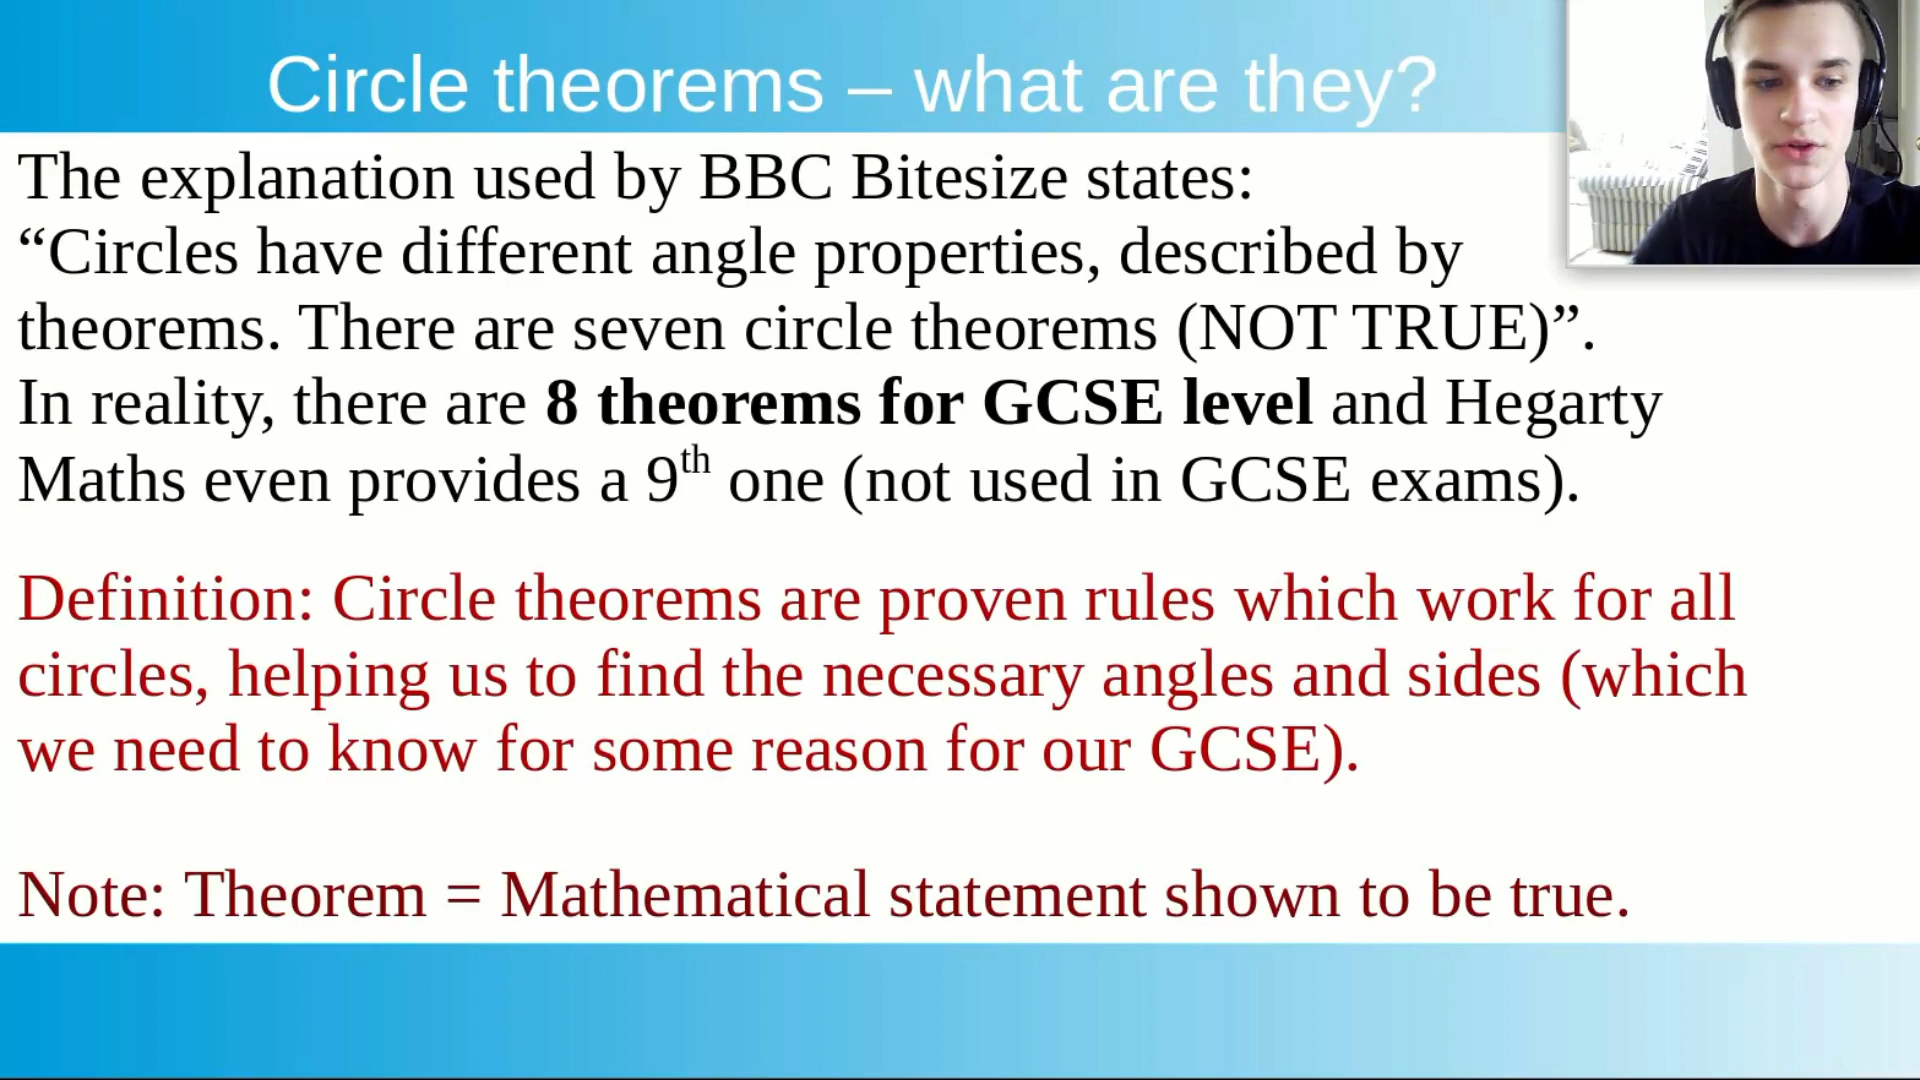 Circle theorems – what are they?
The explanation used by BBC Bitesize states:
“Circles have different angle properties, described by
theorems. There are seven circle theorems (NOT TRUE)”.
In reality, there are 8 theorems for GCSE level and Hegarty
Maths even provides a 9th one (not used in GCSE exams).
Definition: Circle theorems are proven rules which work for all
circles, helping us to find the necessary angles and sides (which
we need to know for some reason for our GCSE).
Note: Theorem = Mathematical statement shown to be true.